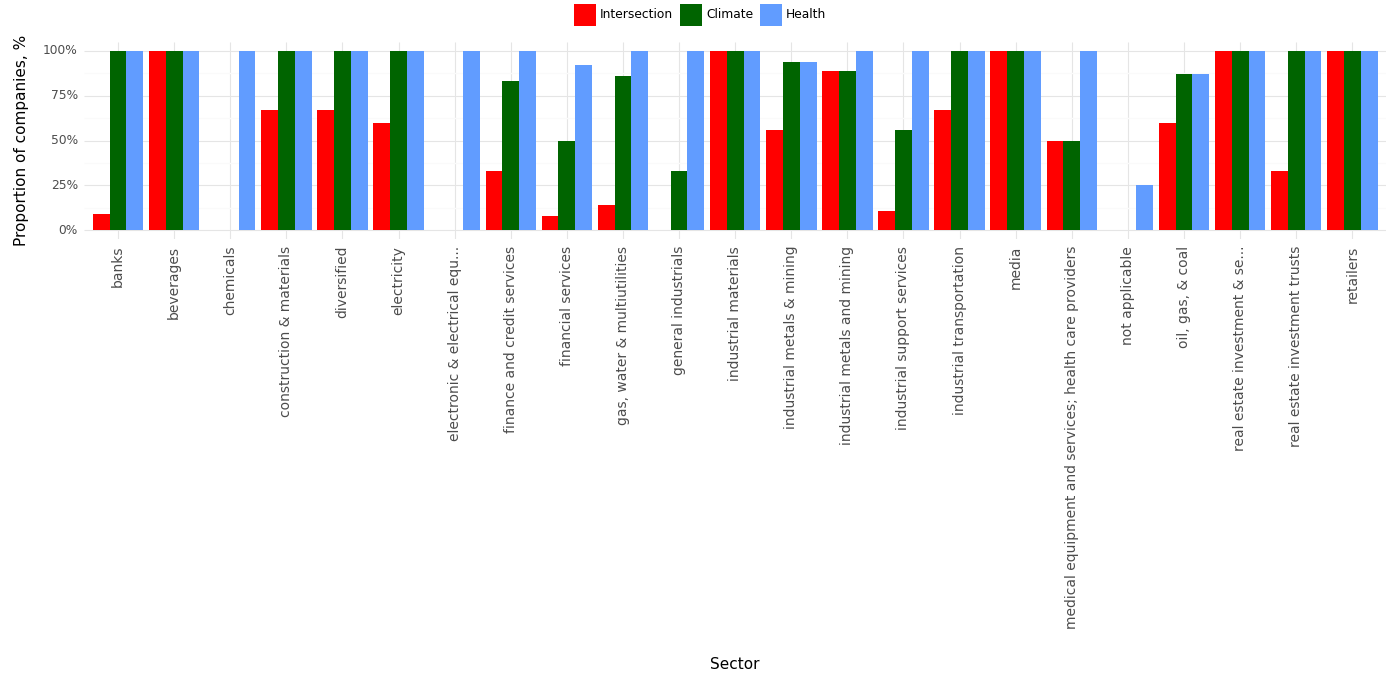 Intersection Climate Health
Proportion of companies, %
100%
75%
50%
25%
0%
banks
beverages
chemicals
construction & materials
diversified
electricity
electronic & electrical equ...
finance and credit services
financial services
gas, water & multiutilities
general industrials
industrial materials
industrial metals & mining
industrial metals and mining
industrial support services
industrial transportation
media
medical equipment and services; health care providers
not applicable
oil, gas, & coal
real estate investment & se...
real estate investment trusts
retailers
Sector